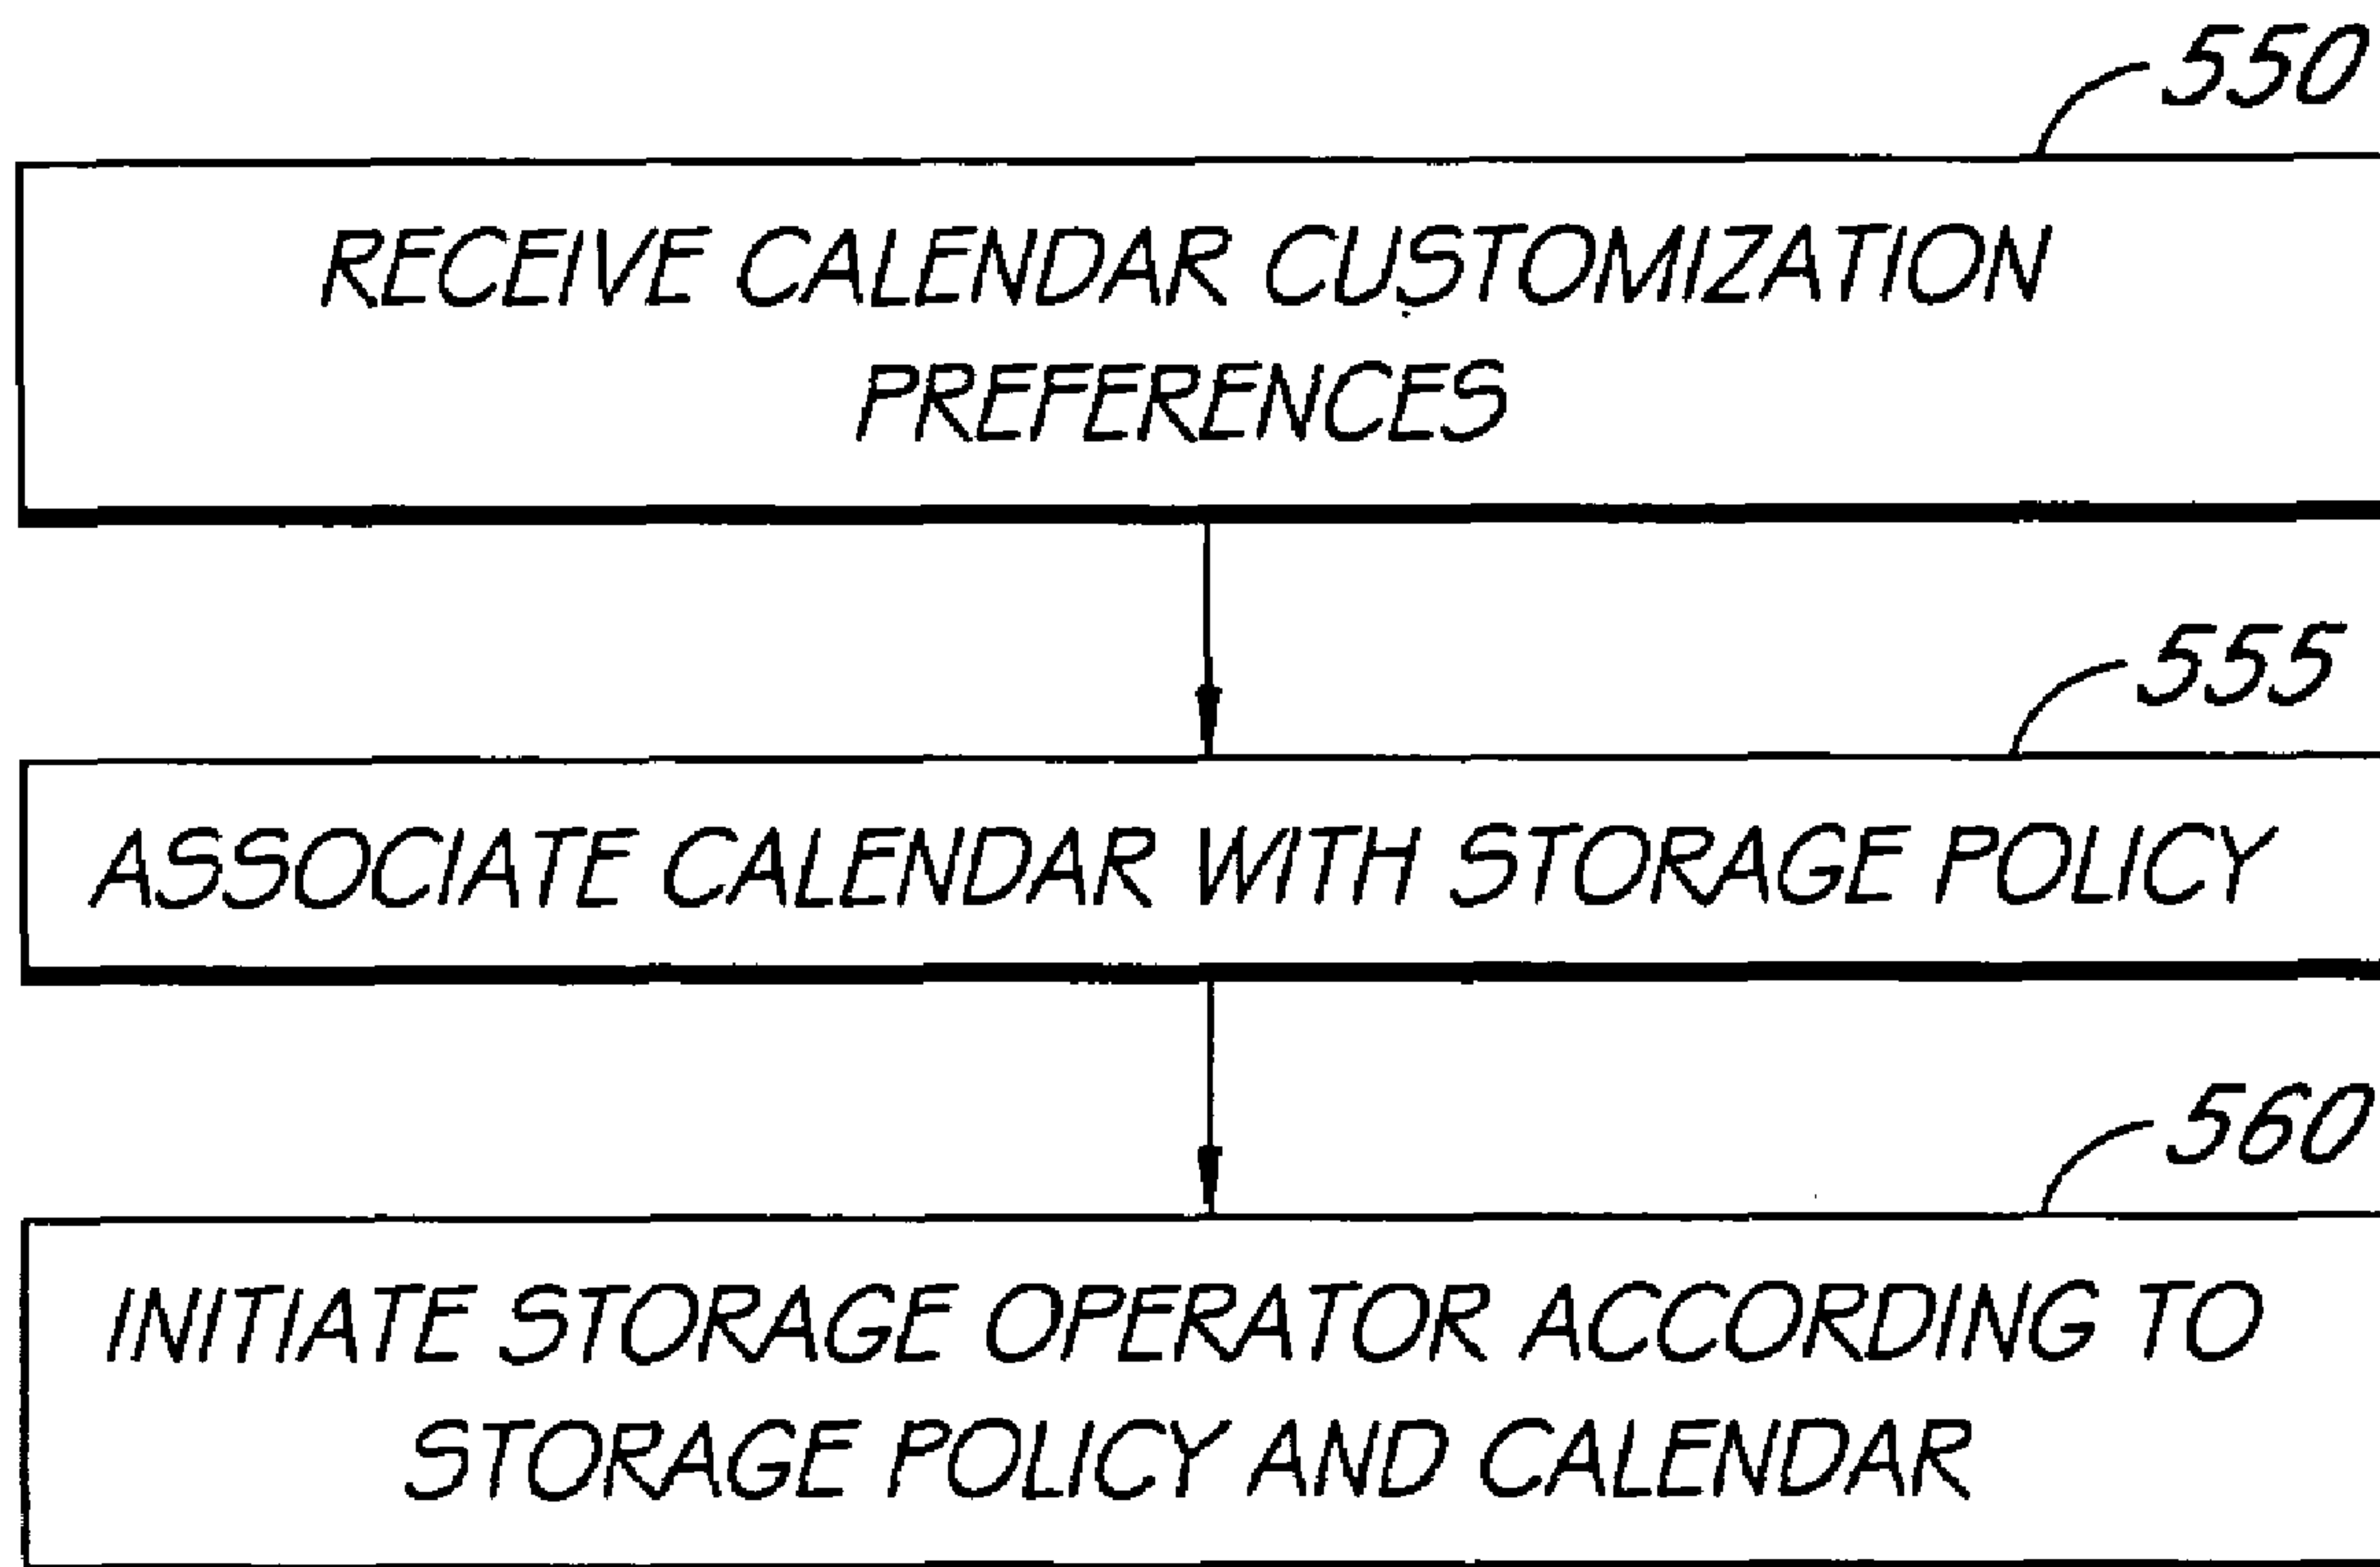 550
RECEIVE CALENDAR CUSTOMIZATION
PREFERENCES
555
ASSOCIATE CALENDAR WITH STORAGE POLICY
560
INITIATE STORAGE OPERATOR ACCORDING TO
STORAGE POLICY AND CALENDAR